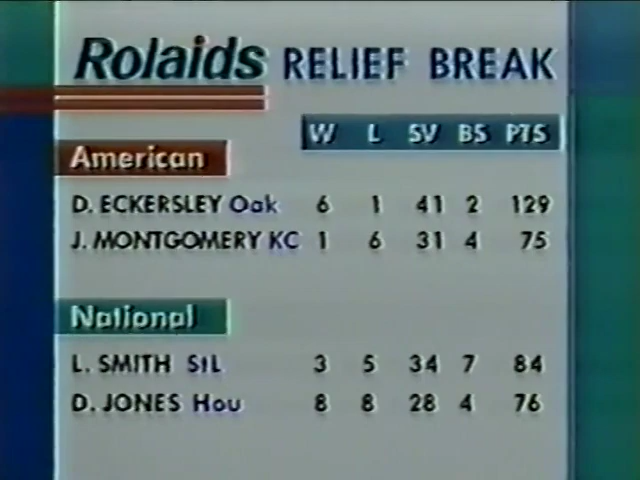 Rolaids RELIEF BREAK
W L SV BS PTS
American
D. ECKERSLEY Oak 6 1 41 2 129
J. MONTGOMERY KC 1 6 31 4 75
National
L. SMITH StL 3 5 34 7 84
D. JONES Hou 8 8 28 4 76